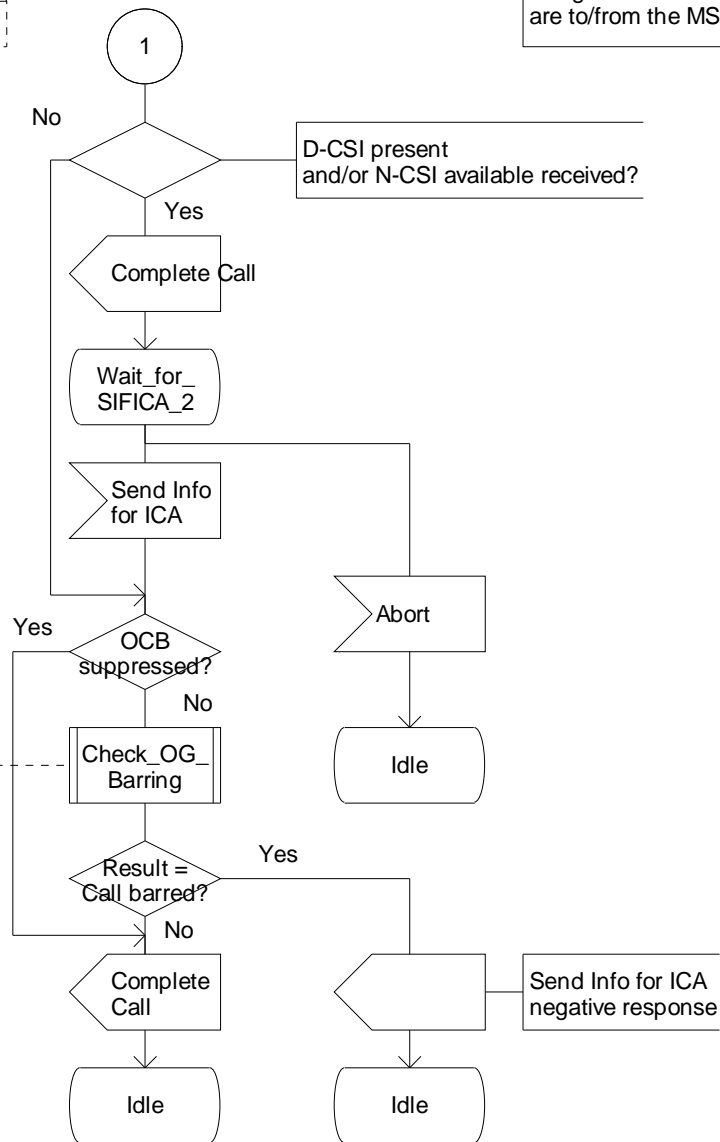 are to/from the MS
1
No
D-CSI present
and/or N-CSI available received?
Yes
Complete Call
Wait_for_
SIFICA_2
Send Info
for ICA
Abort
Yes
OCB
suppressed?
No
Check_OG_
Barring
Idle
Result =
Call barred?
Yes
No
Complete
Call
Send Info for ICA
negative response
Idle
Idle